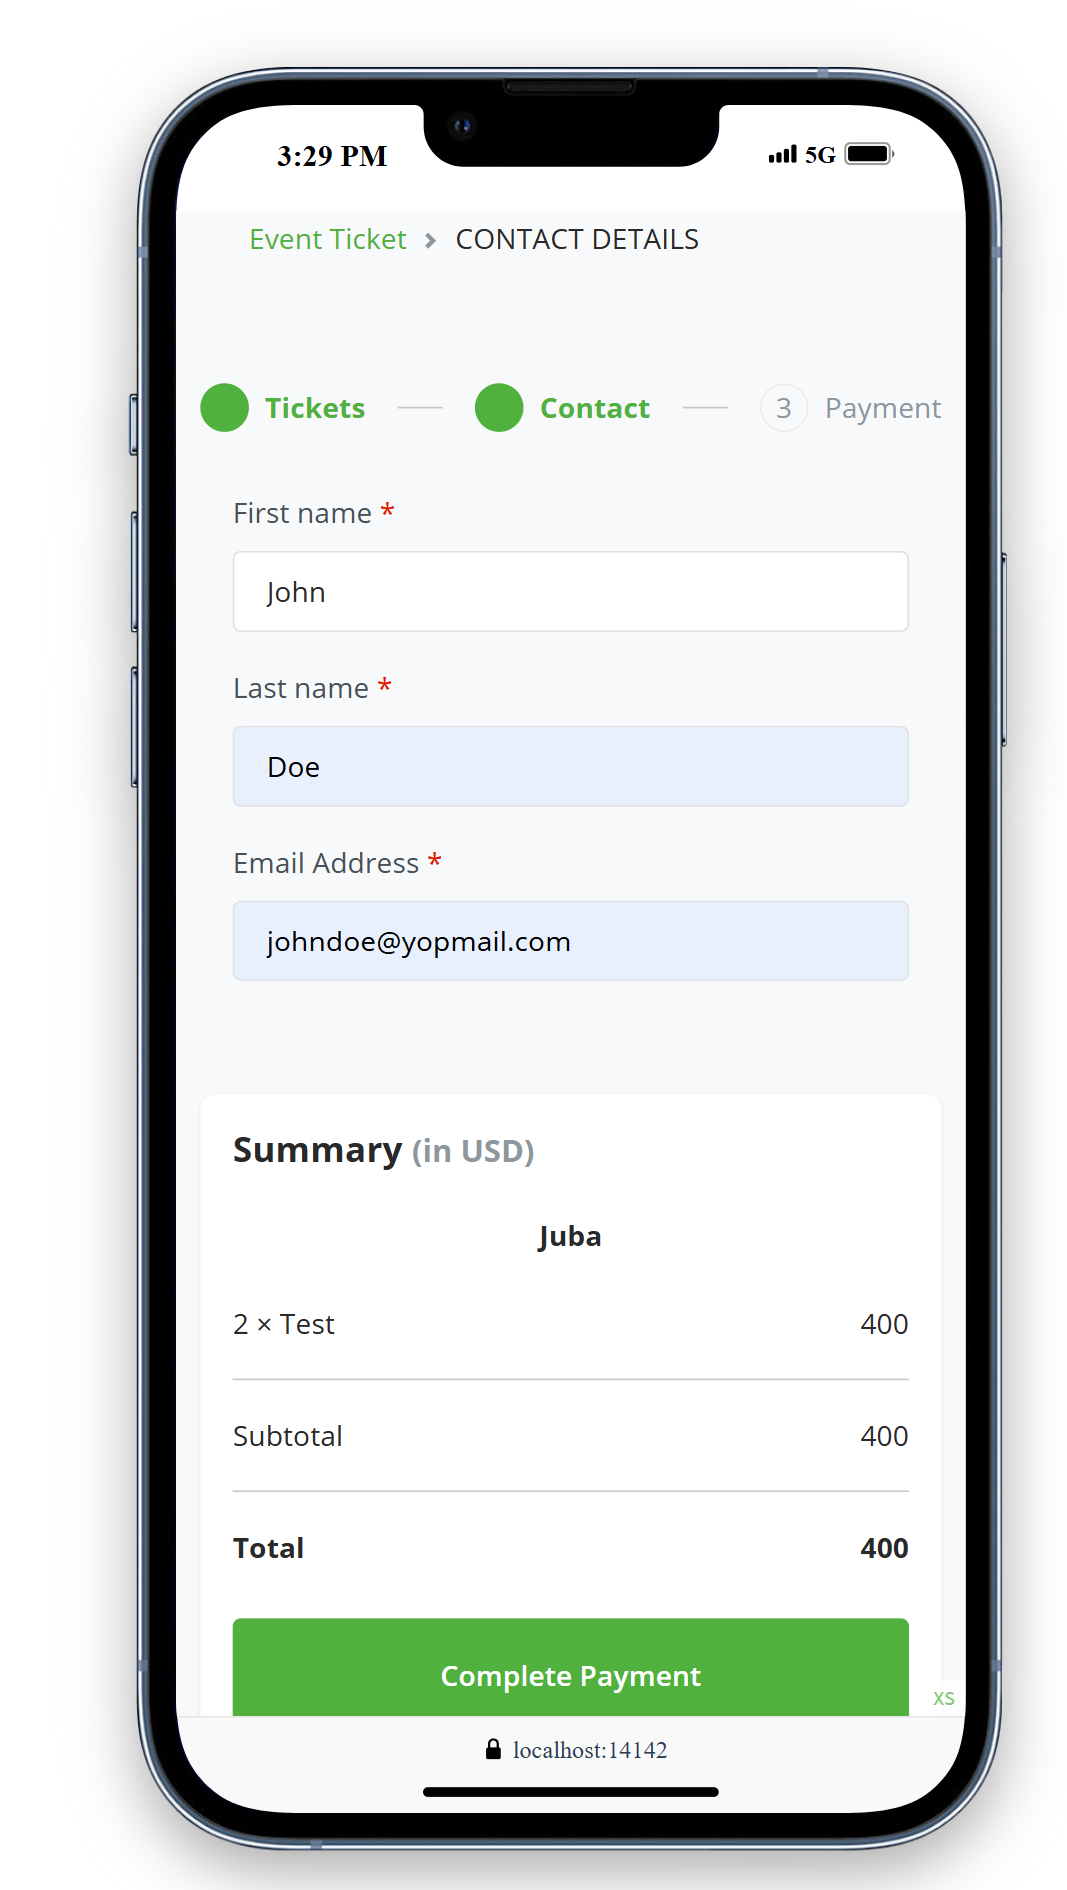 3:29 PM 5G
Event Ticket > CONTACT DETAILS
Tickets Contact 3 Payment
First name *
John
Last name *
Doe
Email Address *
johndoe@yopmail.com
Summary (in USD)
Juba
2 × Test 400
Subtotal 400
Total 400
Complete Payment
xs
localhost:14142